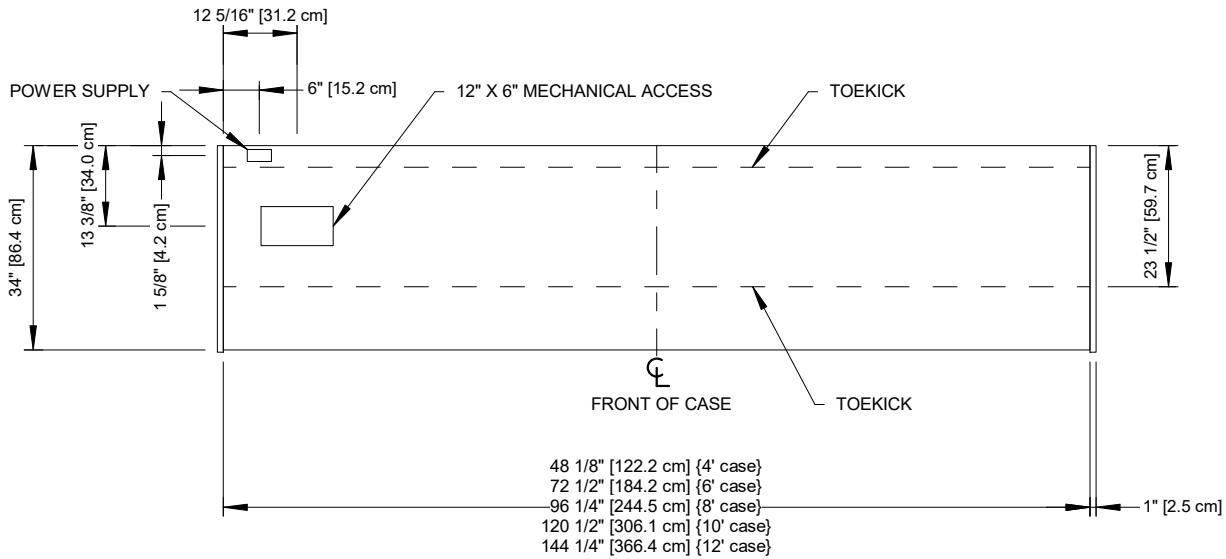 12 5/16" [31.2 cm]
POWER SUPPLY
6" [15.2 cm]
12" X 6" MECHANICAL ACCESS
TOEKICK
34" [86.4 cm]
13 3/8" [34.0 cm]
1 5/8" [4.2 cm]
23 1/2" [59.7 cm]
℄
FRONT OF CASE
TOEKICK
48 1/8" [122.2 cm] {4' case}
72 1/2" [184.2 cm] {6' case}
96 1/4" [244.5 cm] {8' case}
120 1/2" [306.1 cm] {10' case}
144 1/4" [366.4 cm] {12' case}
1" [2.5 cm]